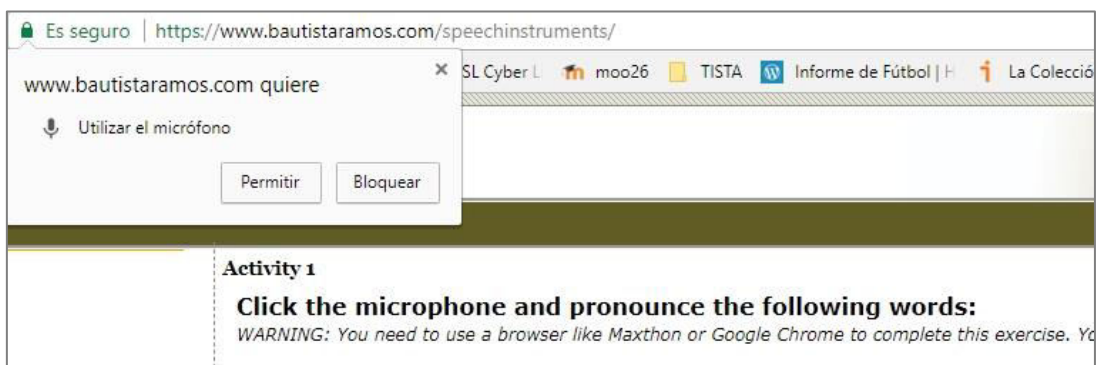 Es seguro | https://www.bautistaramos.com/speechinstruments/
SL Cyber L moo26 TISTA Informe de Fútbol | H La Colecció
www.bautistaramos.com quiere ×
Utilizar el micrófono
Permitir Bloquear
Activity 1
Click the microphone and pronounce the following words:
WARNING: You need to use a browser like Maxthon or Google Chrome to complete this exercise. Yo